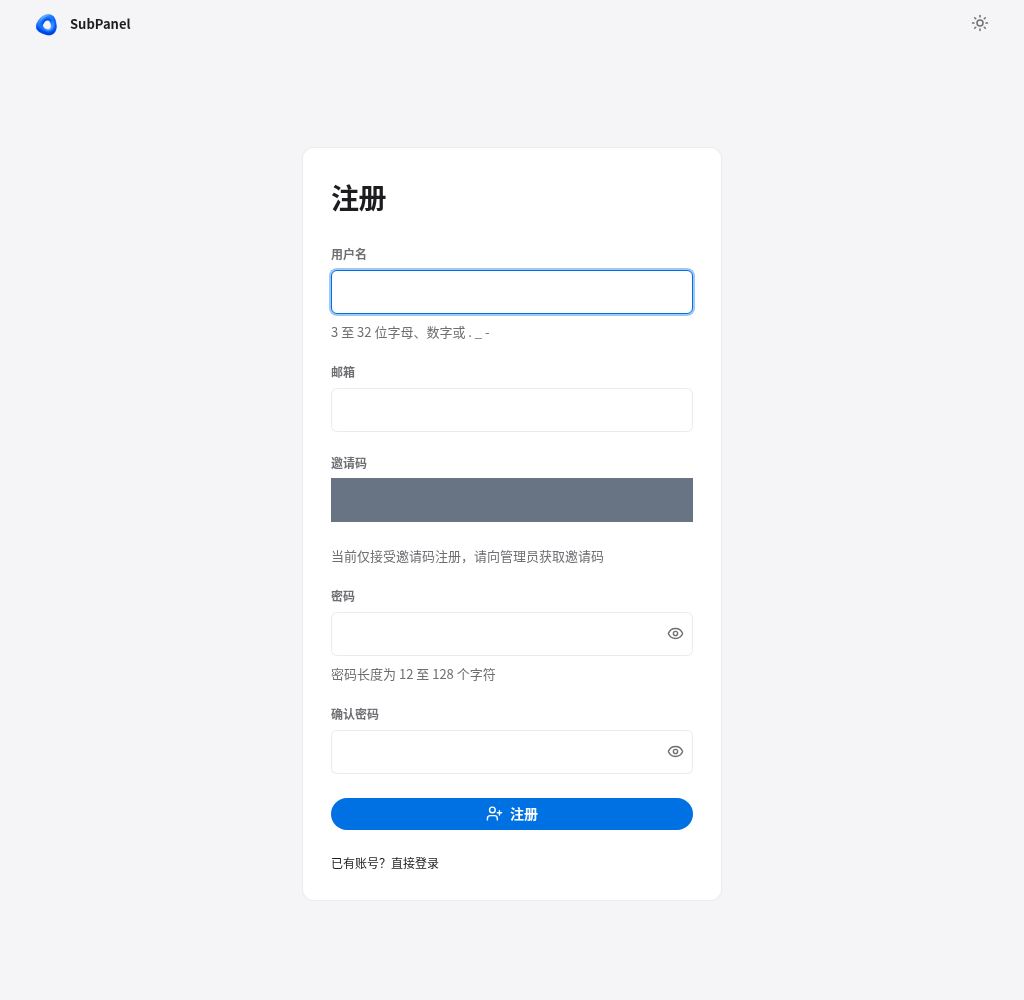 SubPanel
注册
用户名
3 至 32 位字母、数字或 . _ -
邮箱
邀请码
当前仅接受邀请码注册，请向管理员获取邀请码
密码
密码长度为 12 至 128 个字符
确认密码
注册
已有账号？直接登录